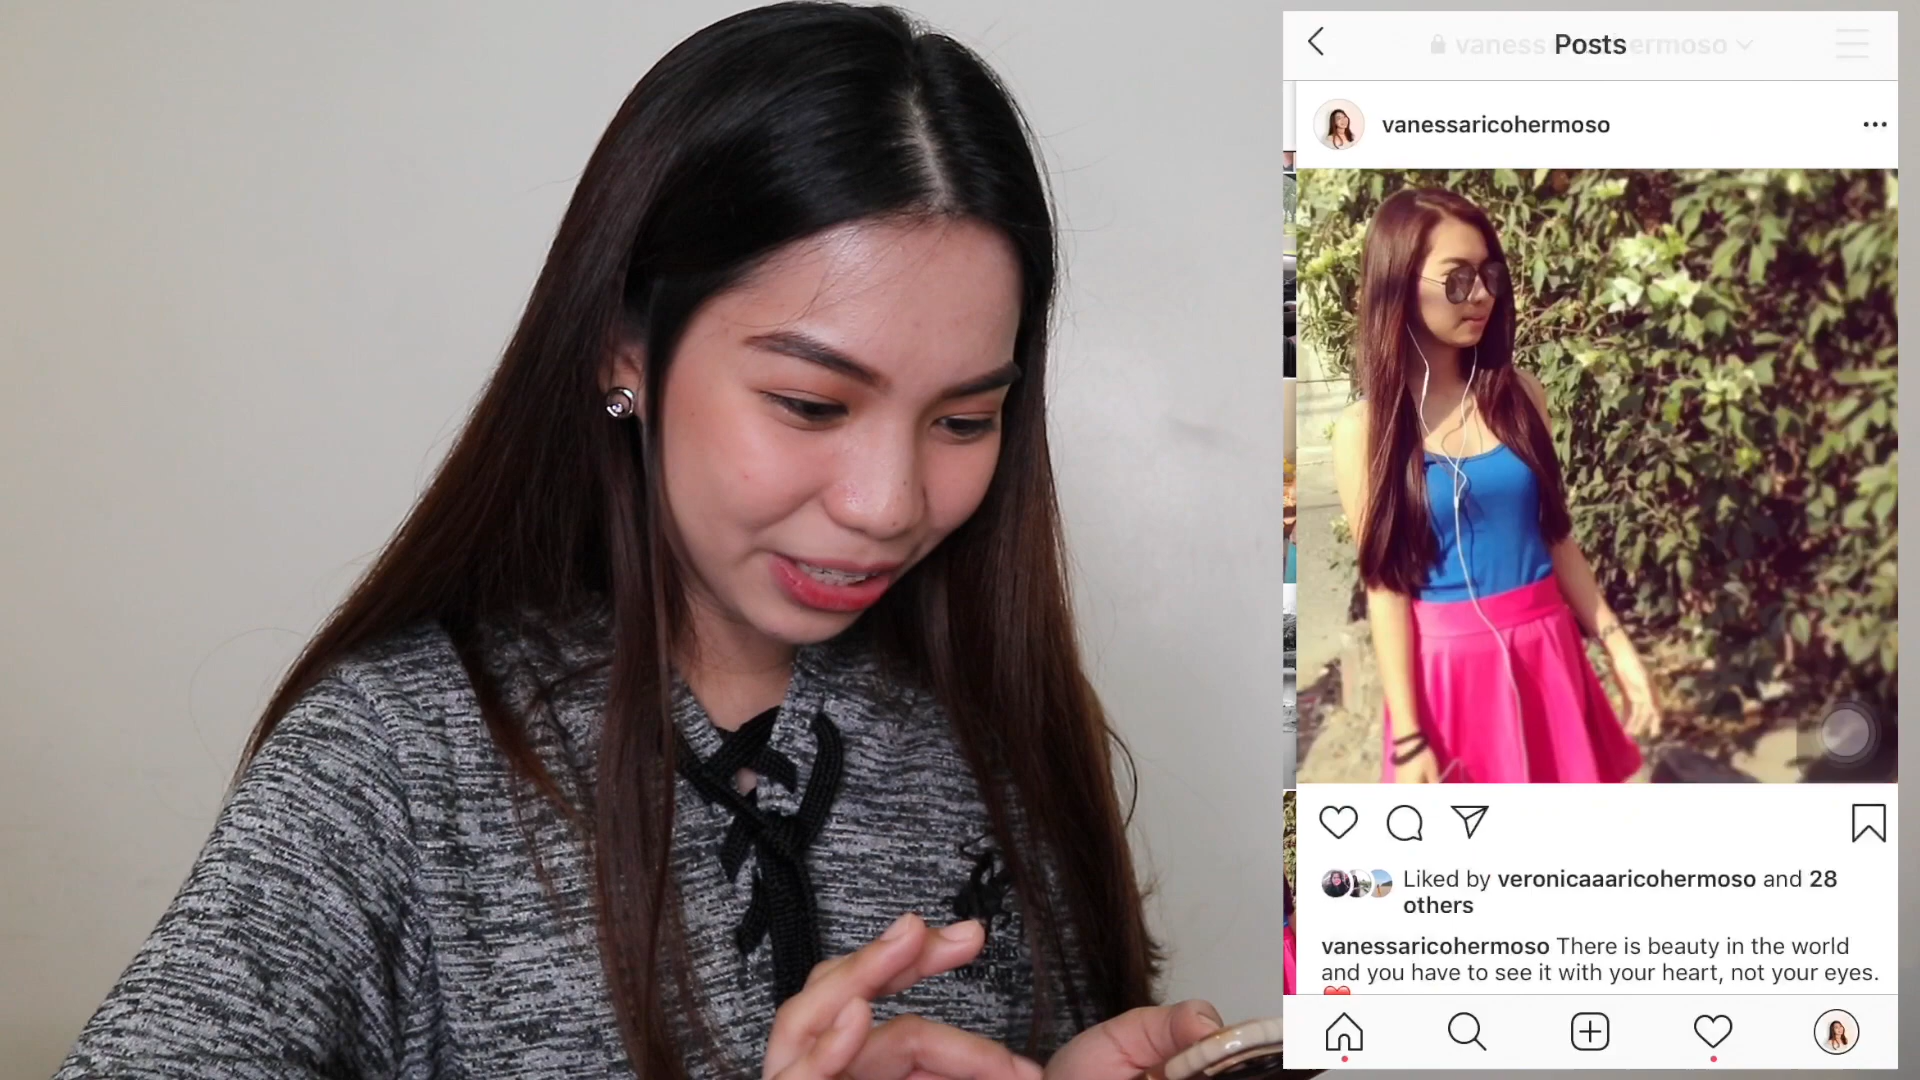 Posts
vanessaricohermoso
Liked by veronicaaaricohermoso and 28
others
vanessaricohermoso There is beauty in the world
and you have to see it with your heart, not your eyes.